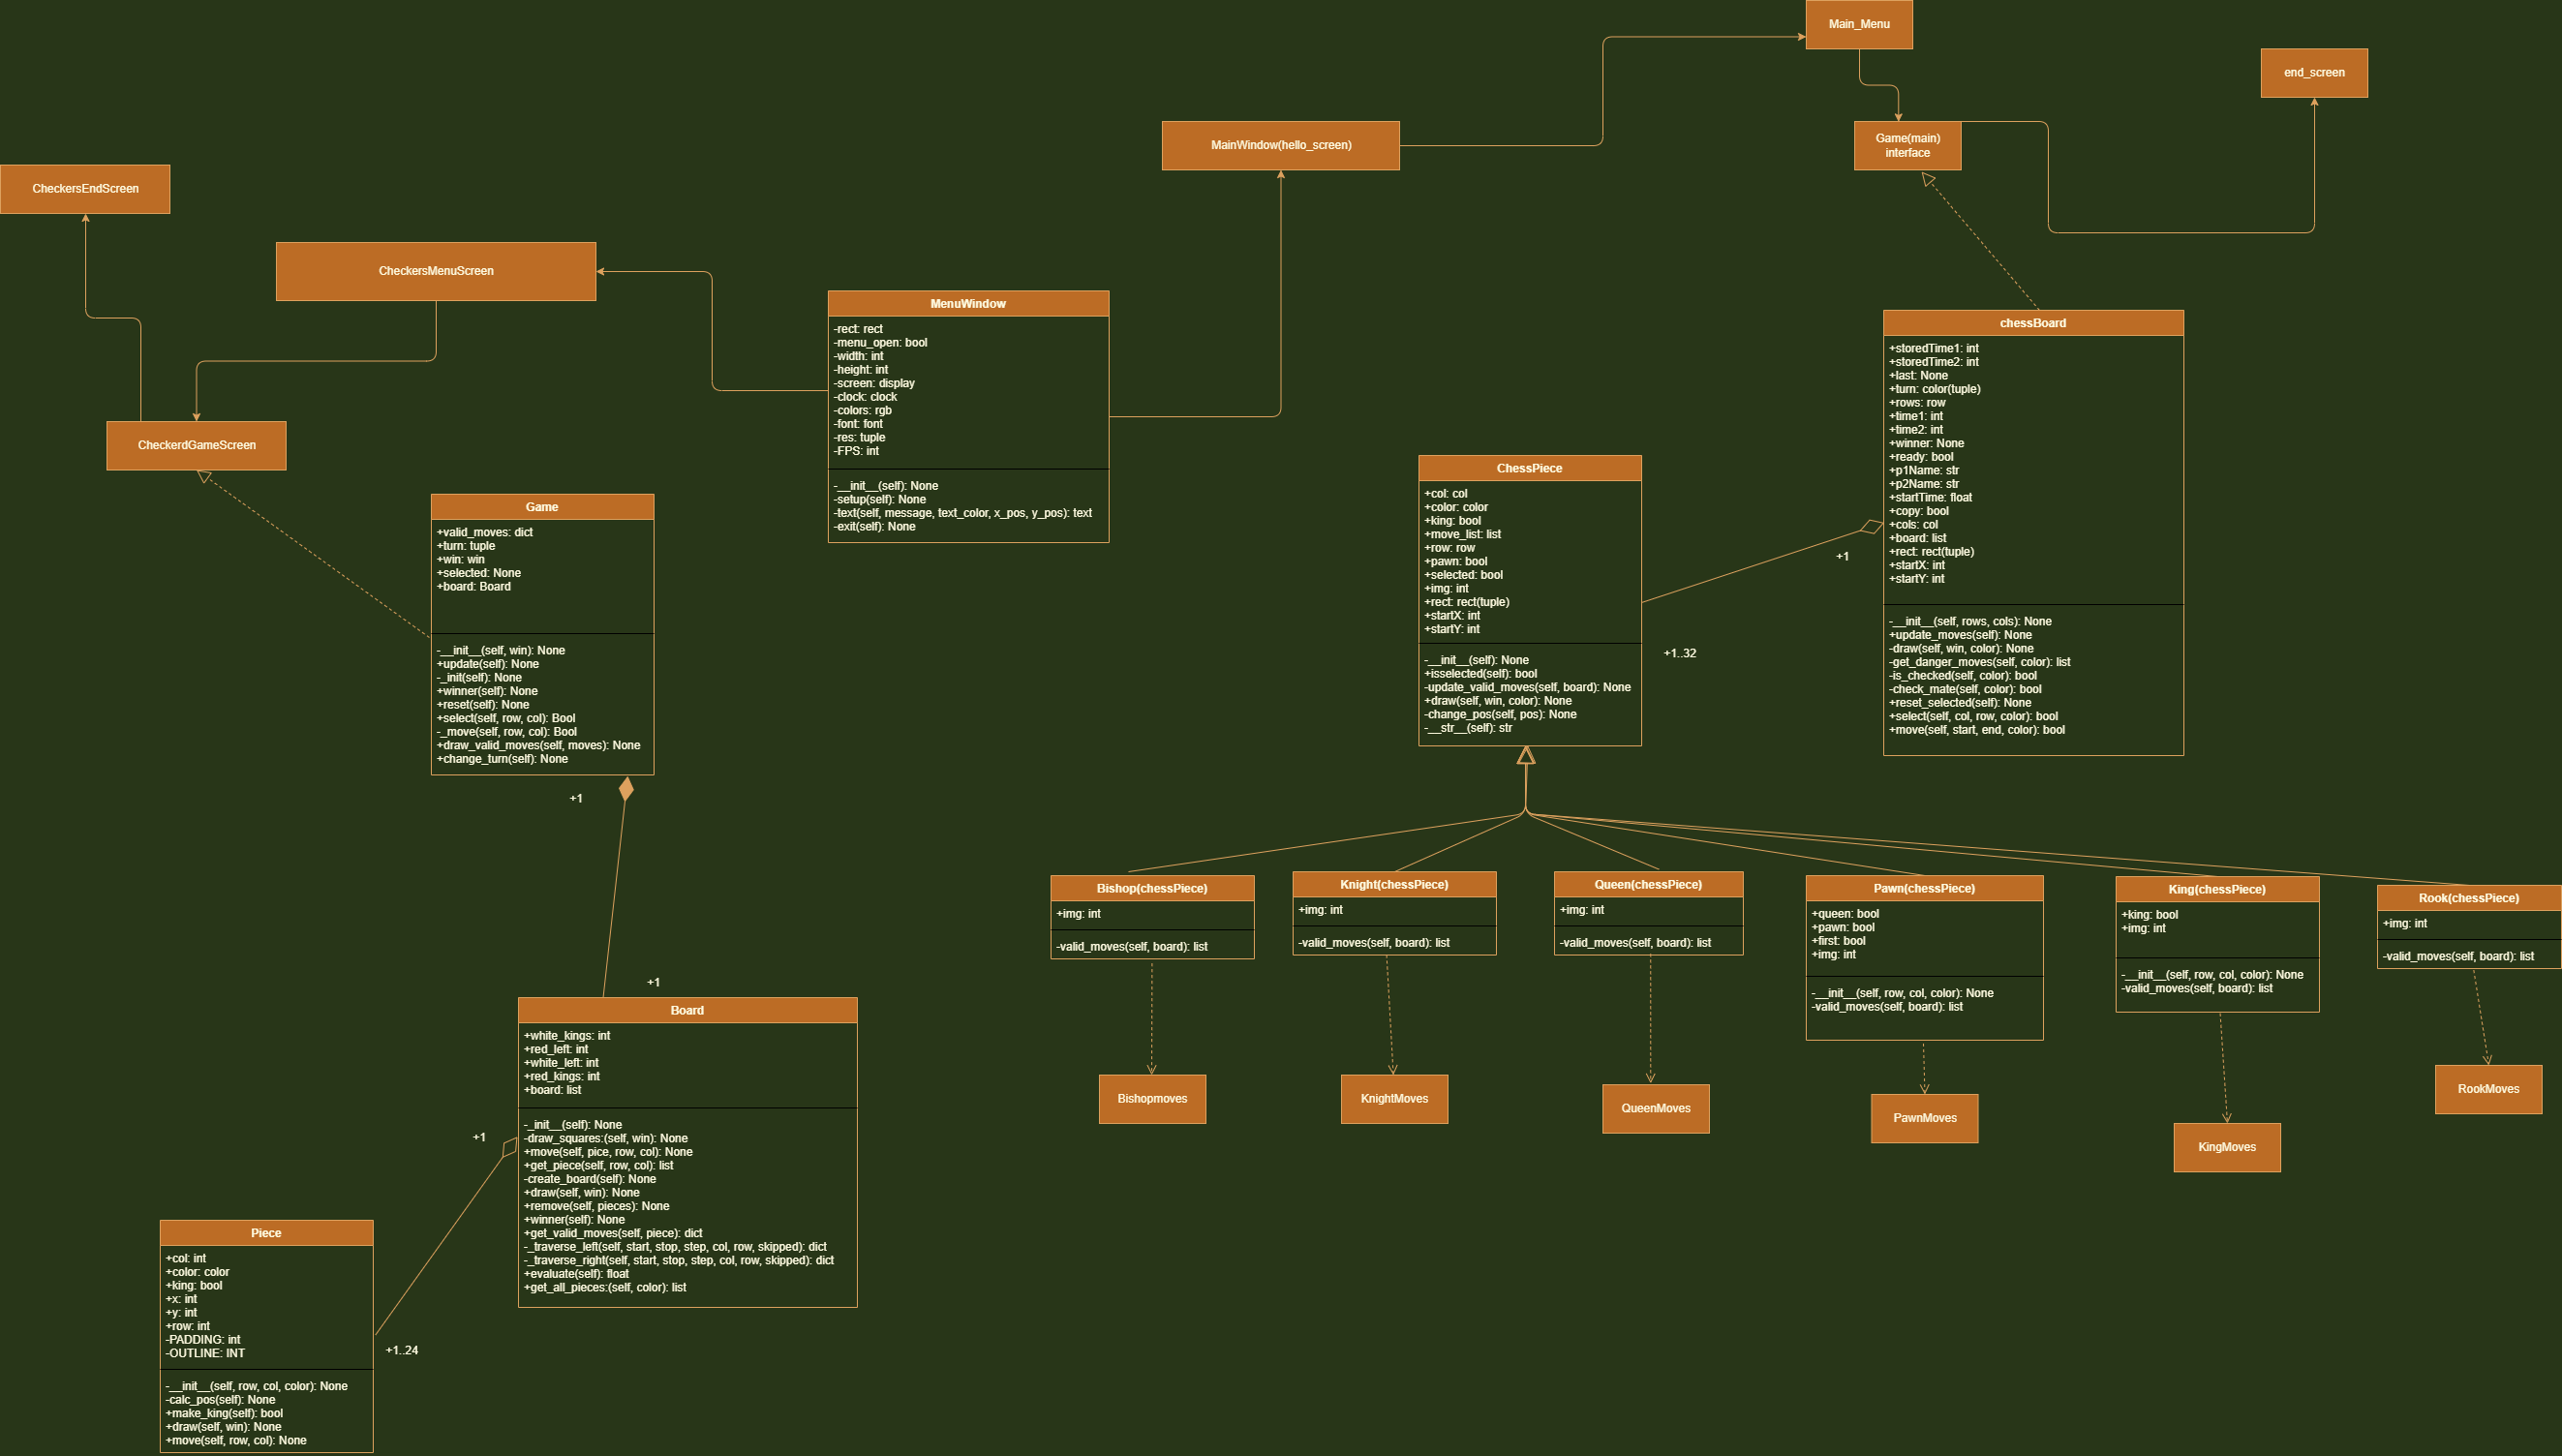 Main_Menu
end_screen
MainWindow(hello_screen)
Game(main)
interface
CheckersEndScreen
CheckersMenuScreen
CheckerdGameScreen
MenuWindow
-rect: rect
-menu_open: bool
-width: int
-height: int
-screen: display
-clock: clock
-colors: rgb
-font: font
-res: tuple
-FPS: int
-__init__(self): None
-setup(self): None
-text(self, message, text_color, x_pos, y_pos): text
-exit(self): None
chessBoard
+storedTime1: int
+storedTime2: int
+last: None
+turn: color(tuple)
+rows: row
+time1: int
+time2: int
+winner: None
+ready: bool
+p1Name: str
+p2Name: str
+startTime: float
+copy: bool
+cols: col
+board: list
+rect: rect(tuple)
+startX: int
+startY: int
-__init__(self, rows, cols): None
+update_moves(self): None
-draw(self, win, color): None
-get_danger_moves(self, color): list
-is_checked(self, color): bool
-check_mate(self, color): bool
+reset_selected(self): None
+select(self, col, row, color): bool
+move(self, start, end, color): bool
+1
+1..32
ChessPiece
+col: col
+color: color
+king: bool
+move_list: list
+row: row
+pawn: bool
+selected: bool
+img: int
+rect: rect(tuple)
+startX: int
+startY: int
-__init__(self): None
+isselected(self): bool
-update_valid_moves(self, board): None
+draw(self, win, color): None
-change_pos(self, pos): None
-__str__(self): str
Game
+valid_moves: dict
+turn: tuple
+win: win
+selected: None
+board: Board
-__init__(self, win): None
+update(self): None
-_init(self): None
+winner(self): None
+reset(self): None
+select(self, row, col): Bool
-_move(self, row, col): Bool
+draw_valid_moves(self, moves): None
+change_turn(self): None
+1
+1
Bishop(chessPiece)
+img: int
-valid_moves(self, board): list
Knight(chessPiece)
+img: int
-valid_moves(self, board): list
Queen(chessPiece)
+img: int
-valid_moves(self, board): list
Pawn(chessPiece)
+queen: bool
+pawn: bool
+first: bool
+img: int
-__init__(self, row, col, color): None
-valid_moves(self, board): list
King(chessPiece)
+king: bool
+img: int
-__init__(self, row, col, color): None
-valid_moves(self, board): list
Rook(chessPiece)
+img: int
-valid_moves(self, board): list
Bishopmoves
KnightMoves
QueenMoves
PawnMoves
KingMoves
RookMoves
Board
+white_kings: int
+red_left: int
+white_left: int
+red_kings: int
+board: list
-_init__(self): None
-draw_squares:(self, win): None
+move(self, pice, row, col): None
+get_piece(self, row, col): list
-create_board(self): None
+draw(self, win): None
+remove(self, pieces): None
+winner(self): None
+get_valid_moves(self, piece): dict
-_traverse_left(self, start, stop, step, col, row, skipped): dict
-_traverse_right(self, start, stop, step, col, row, skipped): dict
+evaluate(self): float
+get_all_pieces:(self, color): list
+1
+1..24
Piece
+col: int
+color: color
+king: bool
+x: int
+y: int
+row: int
-PADDING: int
-OUTLINE: INT
-__init__(self, row, col, color): None
-calc_pos(self): None
+make_king(self): bool
+draw(self, win): None
+move(self, row, col): None